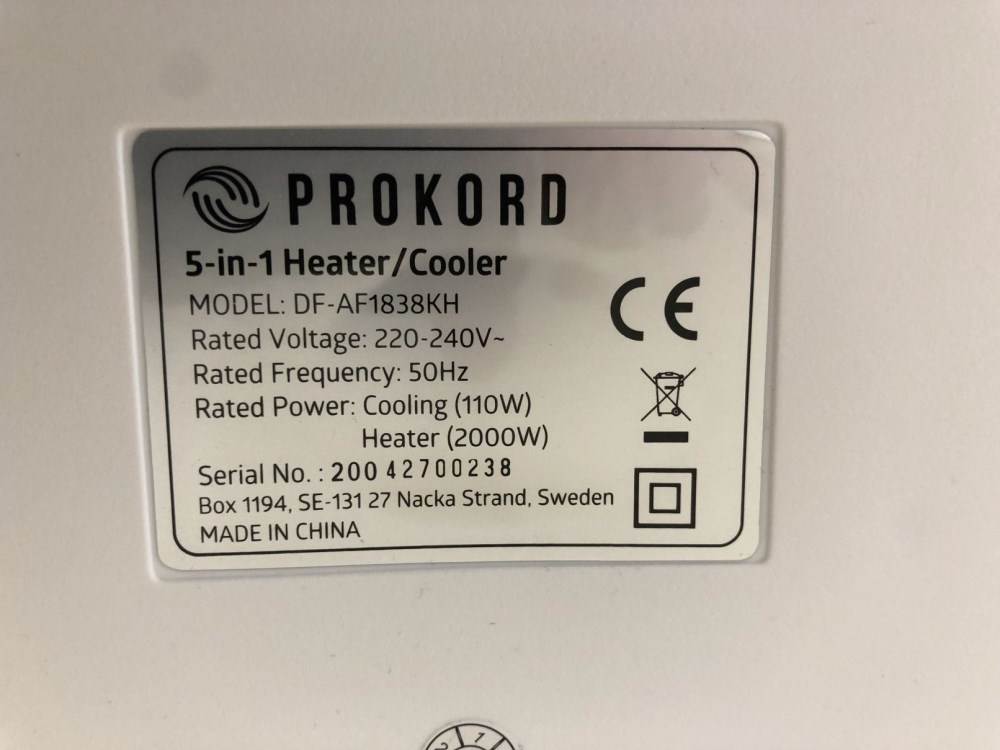 PROKORD
5-in-1 Heater/Cooler
MODEL: DF-AF1838KH
Rated Voltage: 220-240V~
Rated Frequency: 50Hz
Rated Power: Cooling (110W)
Heater (2000W)
Serial No. : 200 42700238
Box 1194, SE-131 27 Nacka Strand, Sweden
MADE IN CHINA
CE
2 1